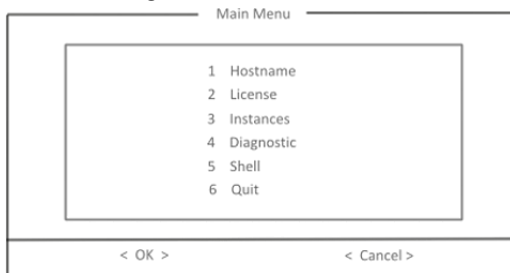 Main Menu
1 Hostname
2 License
3 Instances
4 Diagnostic
5 Shell
6 Quit
< OK > < Cancel >